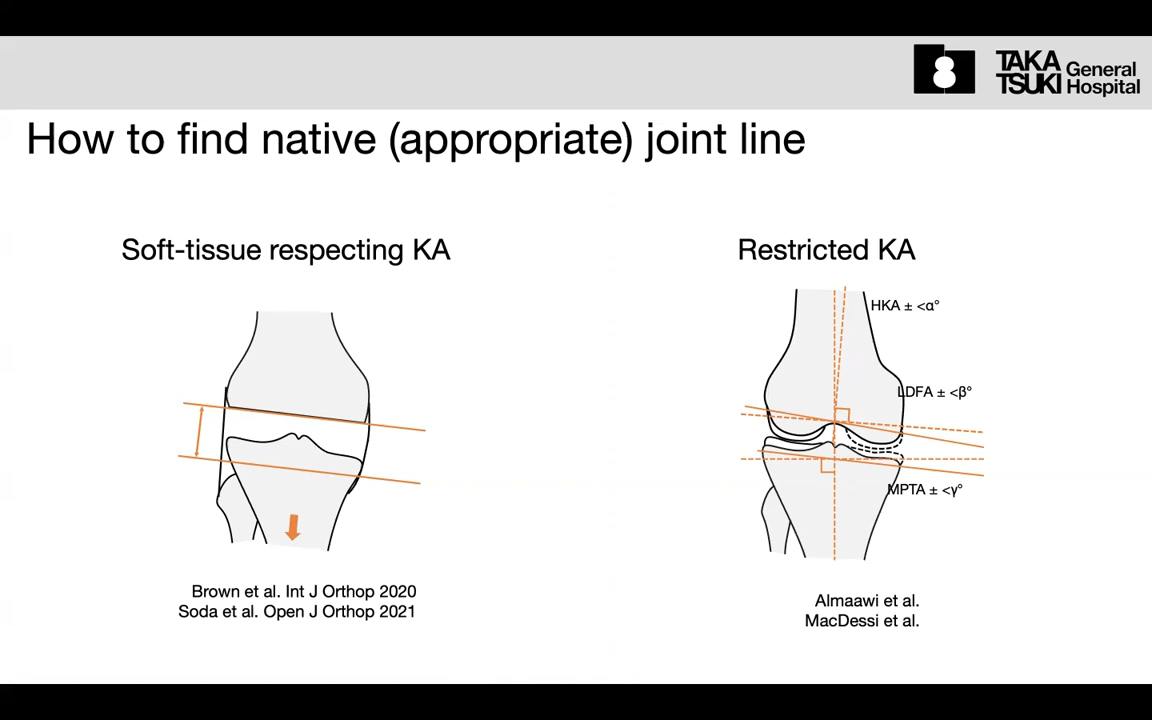 TAKA
TSUKI
General
Hospital
How to find native (appropriate) joint line
Soft-tissue respecting KA
Brown et al. Int J Orthop 2020
Soda et al. Open J Orthop 2021
Restricted KA
HKA ± <α°
LDFA ± <β°
MPTA ± <γ°
Almaawi et al.
MacDessi et al.